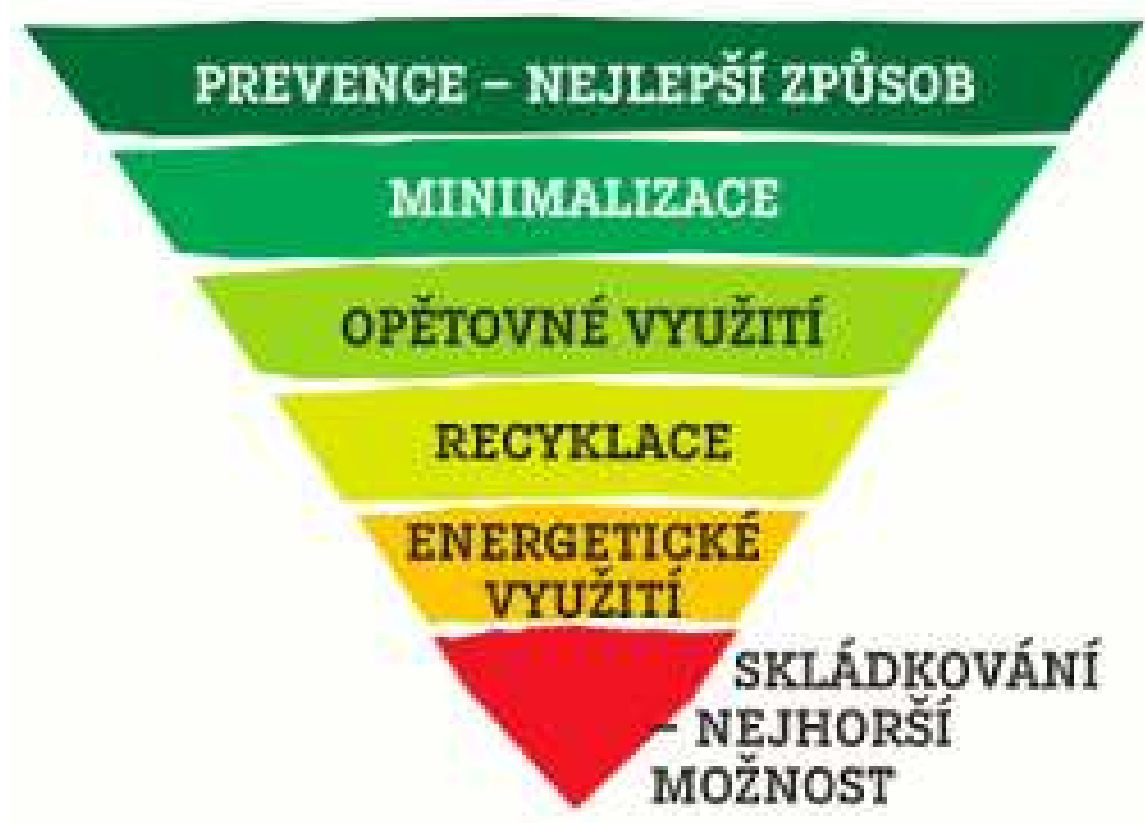 PREVENCE – NEJLEPŠÍ ZPŮSOB
MINIMALIZACE
OPĚTOVNÉ VYUŽITÍ
RECYKLACE
ENERGETICKÉ
VYUŽITÍ
SKLÁDKOVÁNÍ
– NEJHORŠÍ
MOŽNOST